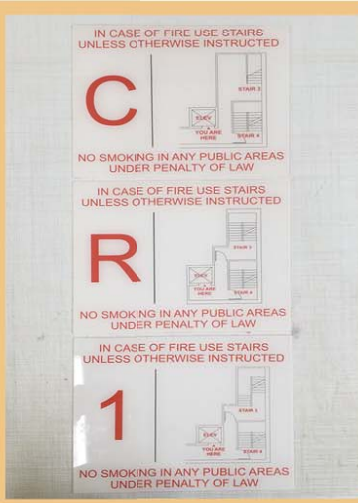 IN CASE OF FIRE USE STAIRS
UNLESS OTHERWISE INSTRUCTED
C
STAIR 3
ELEV
YOU ARE
HERE
STAIR 4
NO SMOKING IN ANY PUBLIC AREAS
UNDER PENALTY OF LAW
IN CASE OF FIRE USE STAIRS
UNLESS OTHERWISE INSTRUCTED
R
STAIR
ELEV
YOU ARE
HERE
STAIR 4
NO SMOKING IN ANY PUBLIC AREAS
UNDER PENALTY OF LAW
IN CASE OF FIRE USE STAIRS
UNLESS OTHERWISE INSTRUCTED
1
STAIR
ELEV
YOU ARE
HERE
STAIR 4
NO SMOKING IN ANY PUBLIC AREAS
UNDER PENALTY OF LAW